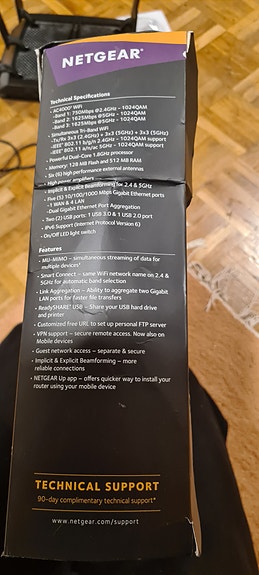 NETGEAR®
Technical Specifications
• AC4000† WiFi
-Band 1: 750Mbps @2.4GHz - 1024QAM
-Band 2: 1625Mbps @5GHz - 1024QAM
-Band 3: 1625Mbps @5GHz - 1024QAM
• Simultaneous Tri-Band WiFi
-Tx/Rx 3x3 (2.4GHz) + 3x3 (5GHz) + 3x3 (5GHz)
-IEEE® 802.11 b/g/n 2.4GHz - 1024QAM support
-IEEE® 802.11 a/n/ac 5GHz - 1024QAM support
• Powerful Dual-Core 1.8GHz processor
• Memory: 128 MB Flash and 512 MB RAM
• Six (6) high performance external antennas
High power amplifiers
• Implicit & Explicit Beamforming for 2.4 & 5GHz
• Five (5) 10/100/1000 Mbps Gigabit Ethernet ports
-1 WAN & 4 LAN
-Dual Gigabit Ethernet Port Aggregation
• Two (2) USB ports: 1 USB 3.0 & 1 USB 2.0 port
• IPv6 Support (Internet Protocol Version 6)
• On/Off LED light switch
Features
• MU-MIMO – simultaneous streaming of data for
multiple devices*
• Smart Connect – same WiFi network name on 2.4 &
5GHz for automatic band selection
• Link Aggregation – Ability to aggregate two Gigabit
LAN ports for faster file transfers
• ReadySHARE® USB – Share your USB hard drive
and printer
• Customized free URL to set up personal FTP server
• VPN support – secure remote access. Now also on
Mobile devices
• Guest network access – separate & secure
• Implicit & Explicit Beamforming – more
reliable connections
• NETGEAR Up app – offers quicker way to install your
router using your mobile device
TECHNICAL SUPPORT
90-day complimentary technical support*
www.netgear.com/support